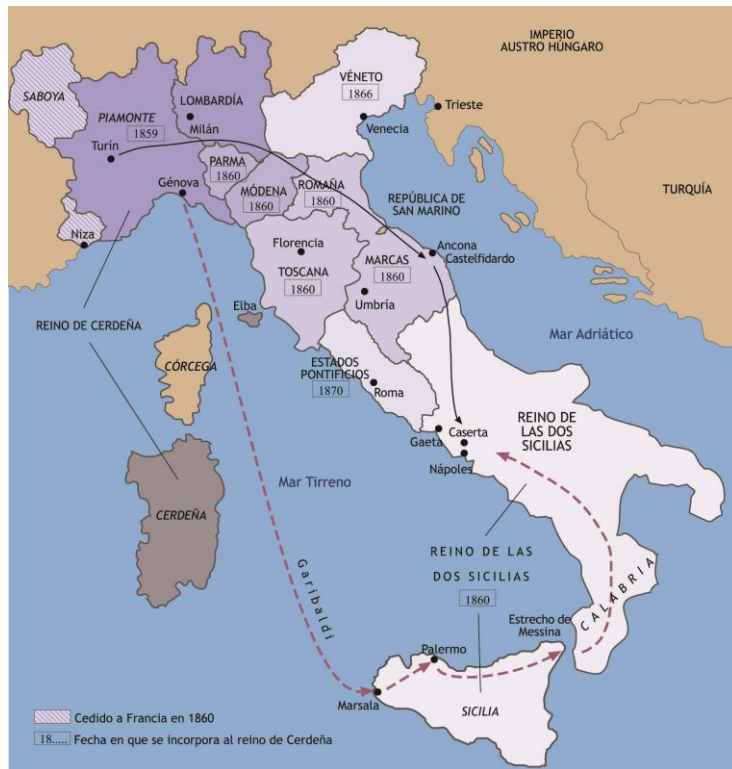 IMPERIO
AUSTRO HÚNGARO
SABOYA
PIAMONTE
1859
LOMBARDÍA
Milán
VÉNETO
1866
Trieste
Venecia
Turín
PARMA
1860
Génova
MÓDENA
1860
ROMAÑA
1860
REPÚBLICA DE
SAN MARINO
TURQUÍA
Niza
Florencia
TOSCANA
1860
MARCAS
1860
Umbría
Ancona
Castelfidardo
Elba
REINO DE CERDEÑA
CÓRCEGA
Mar Adriático
ESTADOS
PONTIFICIOS
1870
Roma
Gaeta
Caserta
Nápoles
REINO DE
LAS DOS
SICILIAS
Mar Tirreno
CERDEÑA
Garibaldi
REINO DE LAS
DOS SICILIAS
1860
CALABRIA
Estrecho de
Messina
Palermo
Marsala
SICILIA
Cedido a Francia en 1860
18..... Fecha en que se incorpora al reino de Cerdeña